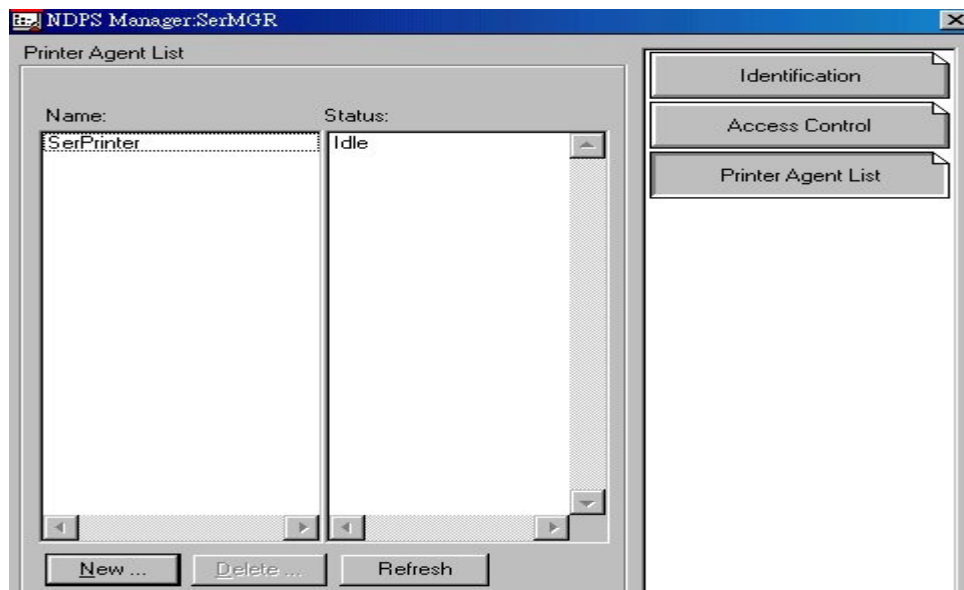 NDPS Manager:SerMGR
Printer Agent List
Name:
Status:
SerPrinter
Idle
New ...
Delete ...
Refresh
Identification
Access Control
Printer Agent List